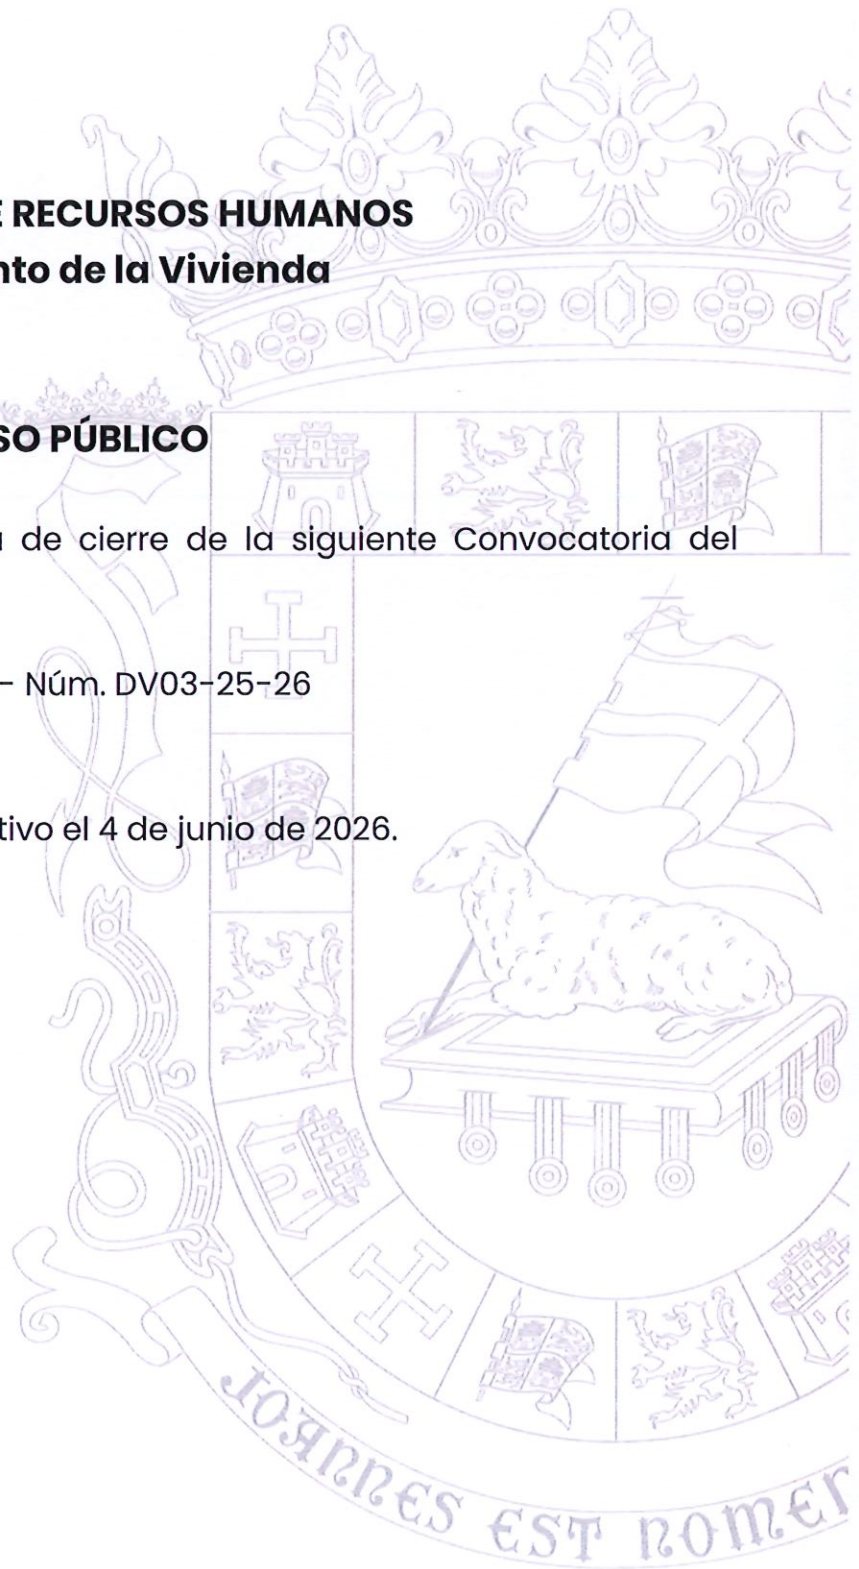 E RECURSOS HUMANOS
nto de la Vivienda
SO PÚBLICO
de cierre de la siguiente Convocatoria del
- Núm. DV03-25-26
tivo el 4 de junio de 2026.
JOANNES EST NOMEN